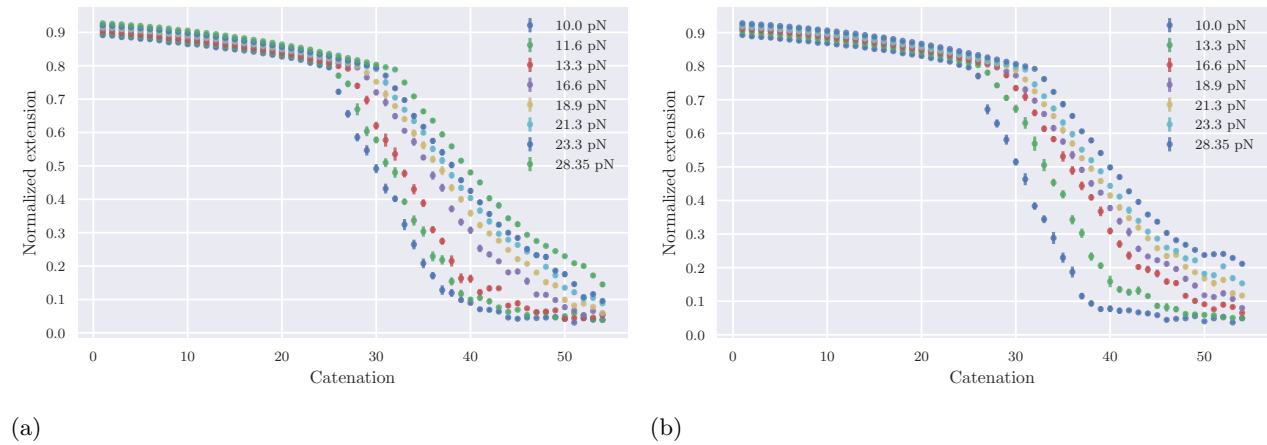 0.9
0.8
0.7
0.6
0.5
0.4
0.3
0.2
0.1
0.0
Normalized extension
0 10 20 30 40 50
Catenation
10.0 pN
11.6 pN
13.3 pN
16.6 pN
18.9 pN
21.3 pN
23.3 pN
28.35 pN
(a)
0.9
0.8
0.7
0.6
0.5
0.4
0.3
0.2
0.1
0.0
Normalized extension
0 10 20 30 40 50
Catenation
10.0 pN
13.3 pN
16.6 pN
18.9 pN
21.3 pN
23.3 pN
28.35 pN
(b)